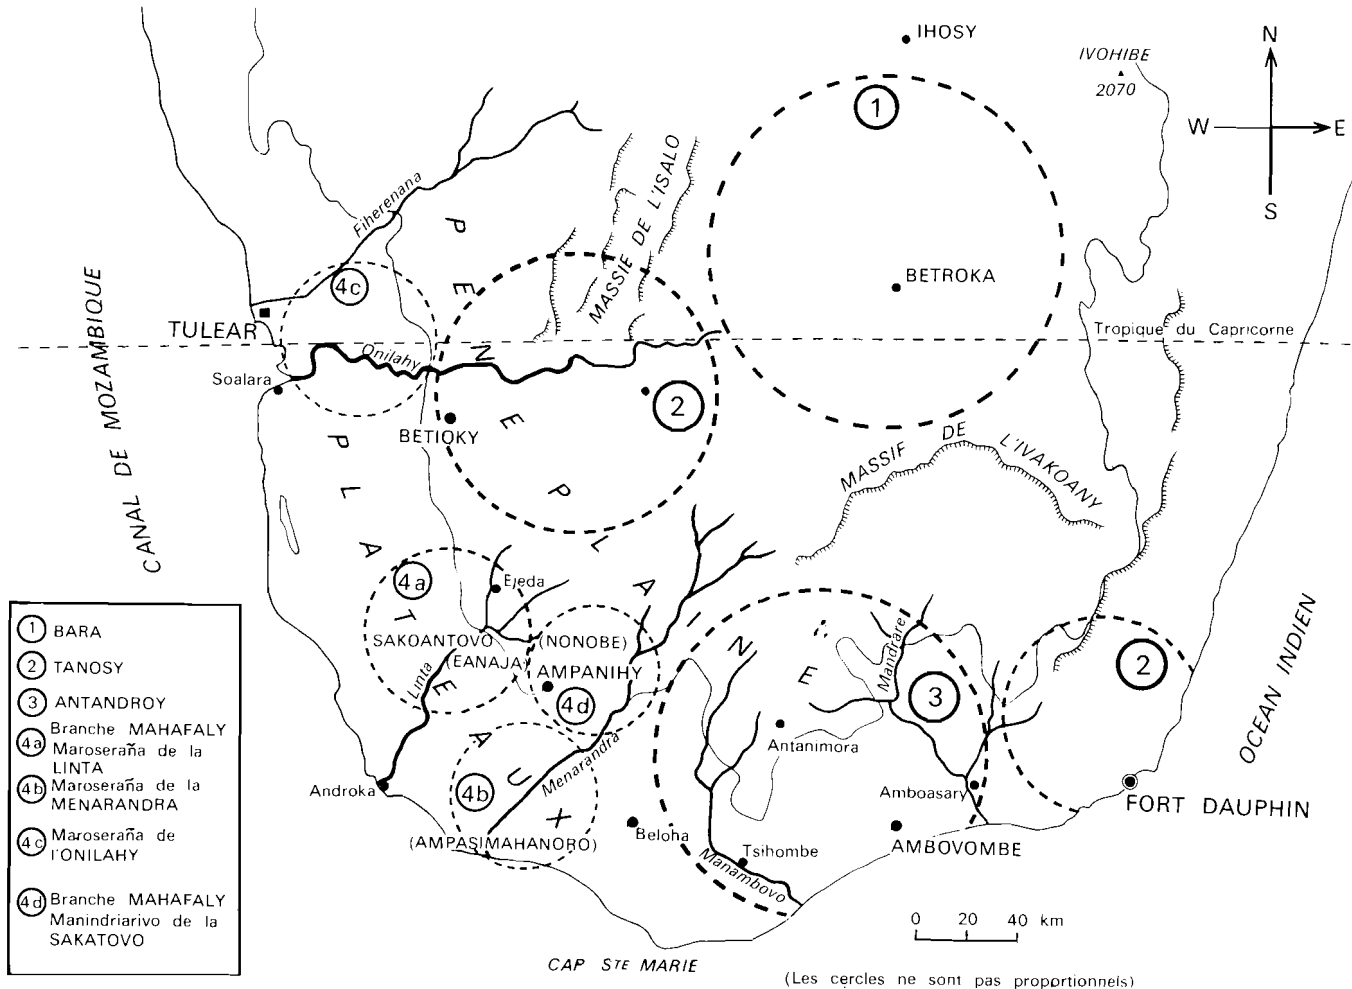 IHOSY
IVOHIBE
2070
N
W
E
S
1
Fiherenana
MASSIE DE L'ISALO
PENEPLAINE
BETROKA
4c
TULEAR
Tropique du Capricorne
Onilahy
Soalara
CANAL DE MOZAMBIQUE
2
BETIOKY
MASSIF DE L'IVAKOANY
PLATEAUX
4a
Ejeda
SAKOANTOVO
(NONOBE)
(EANAJA)
AMPANIHY
Linta
4d
Mandrare
3
2
OCEAN INDIEN
Antanimora
Menarandra
Androka
4b
Amboasary
FORT DAUPHIN
(AMPASIMAHANORO)
Beloha
Tsihombe
AMBOVOMBE
Manambovo
CAP STE MARIE
0 20 40 km
(Les cercles ne sont pas proportionnels)
1 BARA
2 TANOSY
3 ANTANDROY
4a Branche MAHAFALY
Maroseraña de la
LINTA
4b Maroseraña de la
MENARANDRA
4c Maroseraña de
l'ONILAHY
4d Branche MAHAFALY
Manindriarivo de la
SAKATOVO